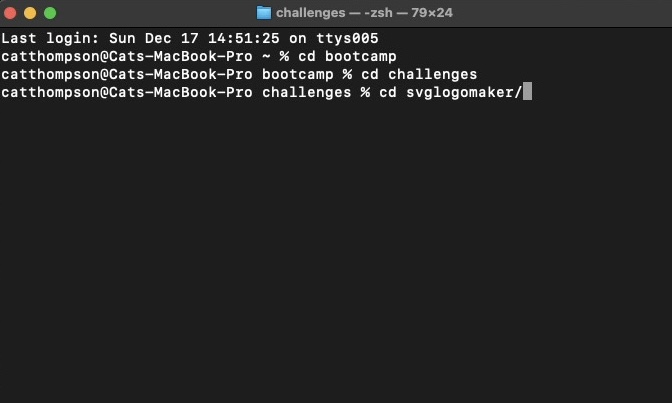 challenges — -zsh — 79×24
Last login: Sun Dec 17 14:51:25 on ttys005
catthompson@Cats-MacBook-Pro ~ % cd bootcamp
catthompson@Cats-MacBook-Pro bootcamp % cd challenges
catthompson@Cats-MacBook-Pro challenges % cd svglogomaker/